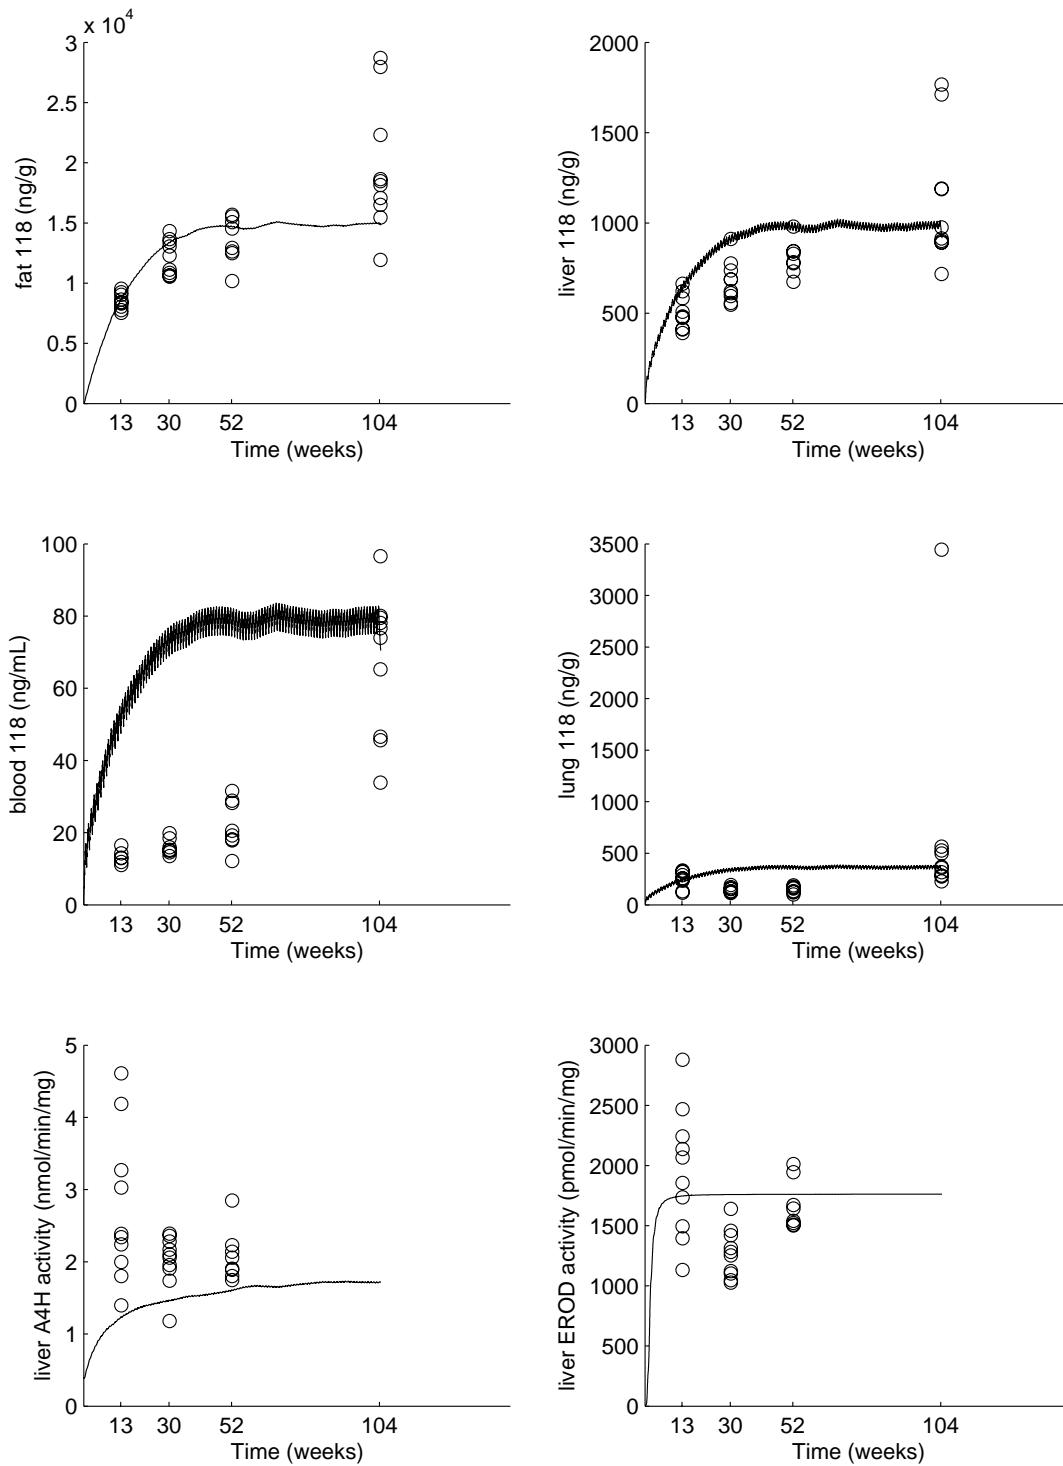 x 10⁴
3
2.5
2
1.5
1
0.5
0
fat 118 (ng/g)
13 30 52 104
Time (weeks)
2000
1500
1000
500
0
liver 118 (ng/g)
13 30 52 104
Time (weeks)
100
80
60
40
20
0
blood 118 (ng/mL)
13 30 52 104
Time (weeks)
3500
3000
2500
2000
1500
1000
500
0
lung 118 (ng/g)
13 30 52 104
Time (weeks)
5
4
3
2
1
0
liver A4H activity (nmol/min/mg)
13 30 52 104
Time (weeks)
3000
2500
2000
1500
1000
500
0
liver EROD activity (pmol/min/mg)
13 30 52 104
Time (weeks)